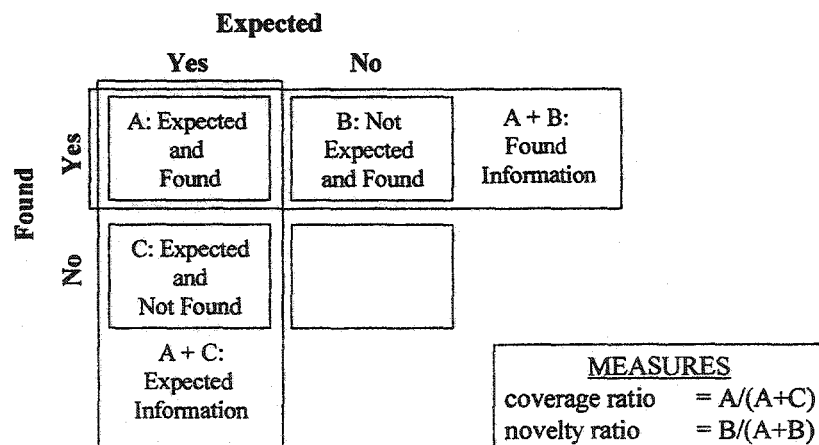 Expected
Yes No
Found
Yes
A: Expected
and
Found
B: Not
Expected
and Found
A + B:
Found
Information
No
C: Expected
and
Not Found
A + C:
Expected
Information
MEASURES
coverage ratio = A/(A+C)
novelty ratio = B/(A+B)